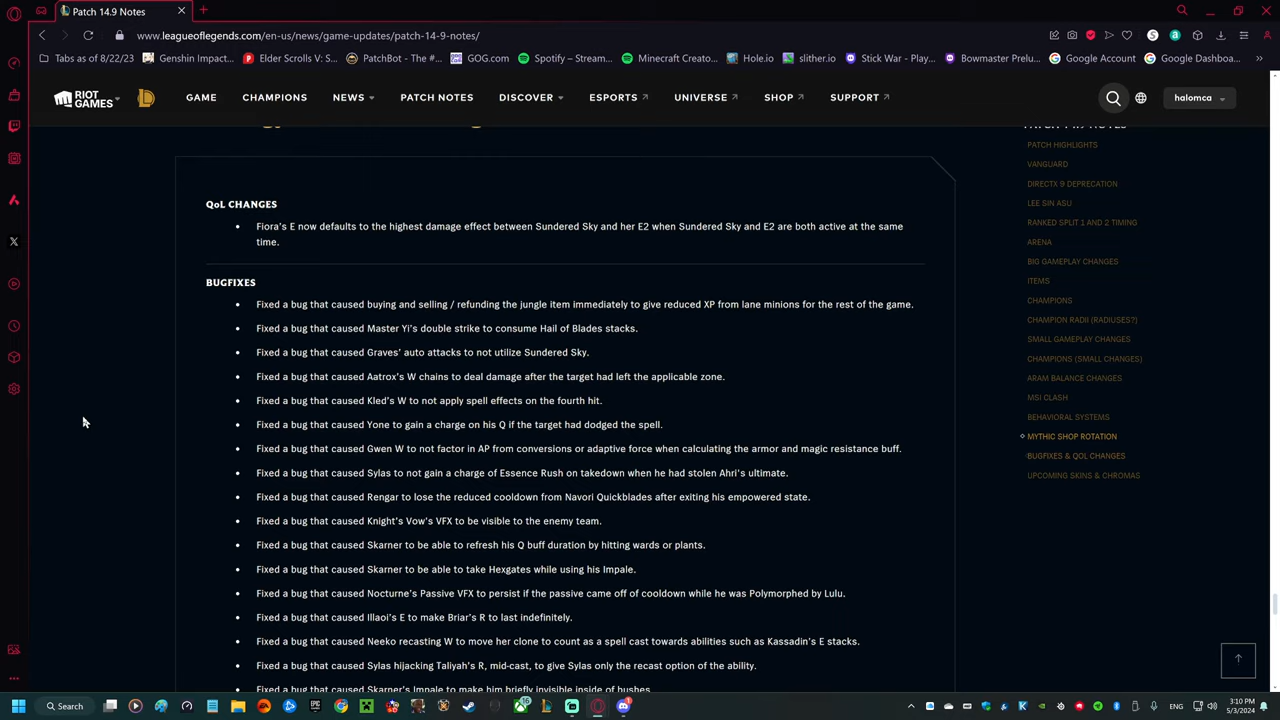 Patch 14.9 Notes
www.leagueoflegends.com/en-us/news/game-updates/patch-14-9-notes/
Tabs as of 8/22/23
Genshin Impact...
Elder Scrolls V: S...
PatchBot - The #...
GOG.com
Spotify – Stream...
Minecraft Creato...
Hole.io
slither.io
Stick War - Play...
Bowmaster Prelu...
Google Account
Google Dashboa...
RIOT GAMES
GAME
CHAMPIONS
NEWS
PATCH NOTES
DISCOVER
ESPORTS
UNIVERSE
SHOP
SUPPORT
halomca
QoL CHANGES
Fiora's E now defaults to the highest damage effect between Sundered Sky and her E2 when Sundered Sky and E2 are both active at the same
time.
BUGFIXES
Fixed a bug that caused buying and selling / refunding the jungle item immediately to give reduced XP from lane minions for the rest of the game.
Fixed a bug that caused Master Yi's double strike to consume Hail of Blades stacks.
Fixed a bug that caused Graves' auto attacks to not utilize Sundered Sky.
Fixed a bug that caused Aatrox's W chains to deal damage after the target had left the applicable zone.
Fixed a bug that caused Kled's W to not apply spell effects on the fourth hit.
Fixed a bug that caused Yone to gain a charge on his Q if the target had dodged the spell.
Fixed a bug that caused Gwen W to not factor in AP from conversions or adaptive force when calculating the armor and magic resistance buff.
Fixed a bug that caused Sylas to not gain a charge of Essence Rush on takedown when he had stolen Ahri's ultimate.
Fixed a bug that caused Rengar to lose the reduced cooldown from Navori Quickblades after exiting his empowered state.
Fixed a bug that caused Knight's Vow's VFX to be visible to the enemy team.
Fixed a bug that caused Skarner to be able to refresh his Q buff duration by hitting wards or plants.
Fixed a bug that caused Skarner to be able to take Hexgates while using his Impale.
Fixed a bug that caused Nocturne's Passive VFX to persist if the passive came off of cooldown while he was Polymorphed by Lulu.
Fixed a bug that caused Illaoi's E to make Briar's R to last indefinitely.
Fixed a bug that caused Neeko recasting W to move her clone to count as a spell cast towards abilities such as Kassadin's E stacks.
Fixed a bug that caused Sylas hijacking Taliyah's R, mid-cast, to give Sylas only the recast option of the ability.
Fixed a bug that caused Skarner's Impale to make him briefly invisible inside of bushes.
PATCH 14.9 NOTES
PATCH HIGHLIGHTS
VANGUARD
DIRECTX 9 DEPRECATION
LEE SIN ASU
RANKED SPLIT 1 AND 2 TIMING
ARENA
BIG GAMEPLAY CHANGES
ITEMS
CHAMPIONS
CHAMPION RADII (RADIUSES?)
SMALL GAMEPLAY CHANGES
CHAMPIONS (SMALL CHANGES)
ARAM BALANCE CHANGES
MSI CLASH
BEHAVIORAL SYSTEMS
MYTHIC SHOP ROTATION
BUGFIXES & QOL CHANGES
UPCOMING SKINS & CHROMAS
Search
EPIC
16
1
3:10 PM
5/3/2024